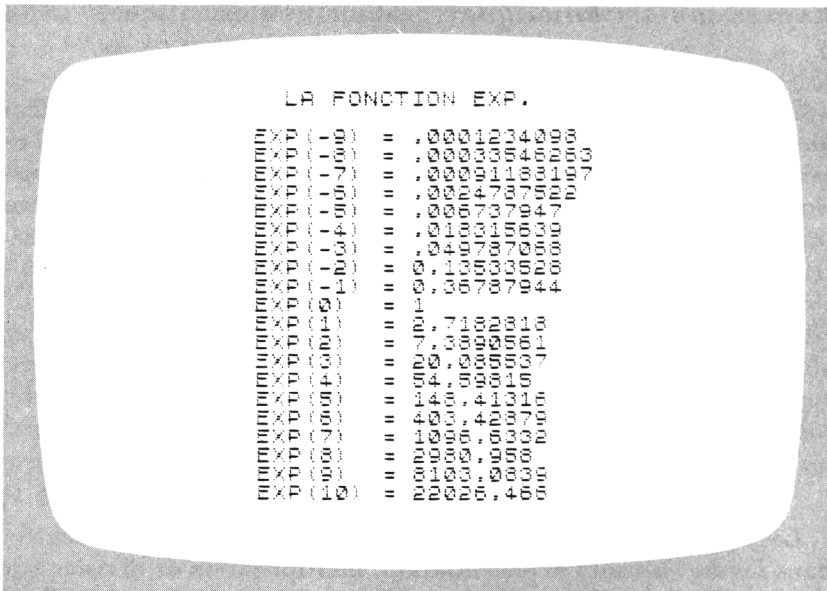 LA FONCTION EXP.
EXP(-9) = .0001234098
EXP(-8) = .00033546263
EXP(-7) = .00091188197
EXP(-6) = .0024787522
EXP(-5) = .006737947
EXP(-4) = .018315639
EXP(-3) = .049787068
EXP(-2) = 0.13533528
EXP(-1) = 0.36787944
EXP(0) = 1
EXP(1) = 2.7182818
EXP(2) = 7.3890561
EXP(3) = 20.085537
EXP(4) = 54.59815
EXP(5) = 148.41316
EXP(6) = 403.42879
EXP(7) = 1096.6332
EXP(8) = 2980.958
EXP(9) = 8103.0839
EXP(10) = 22026.466